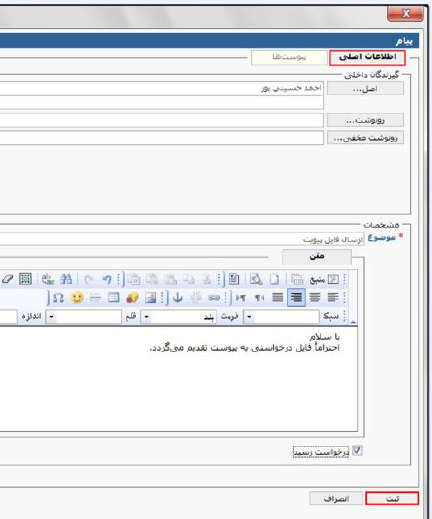 پیام
اطلاعات اصلی پیوست‌ها
گیرندگان داخلی
اصل... احمد حسینی پور
رونوشت...
رونوشت مخفی...
مشخصات
* موضوع ارسال فایل پیوست
متن
منبع
سبک فرمت بند قلم اندازه
با سلام
احتراماً فایل درخواستی به پیوست تقدیم می‌گردد.
درخواست رسید
ثبت انصراف